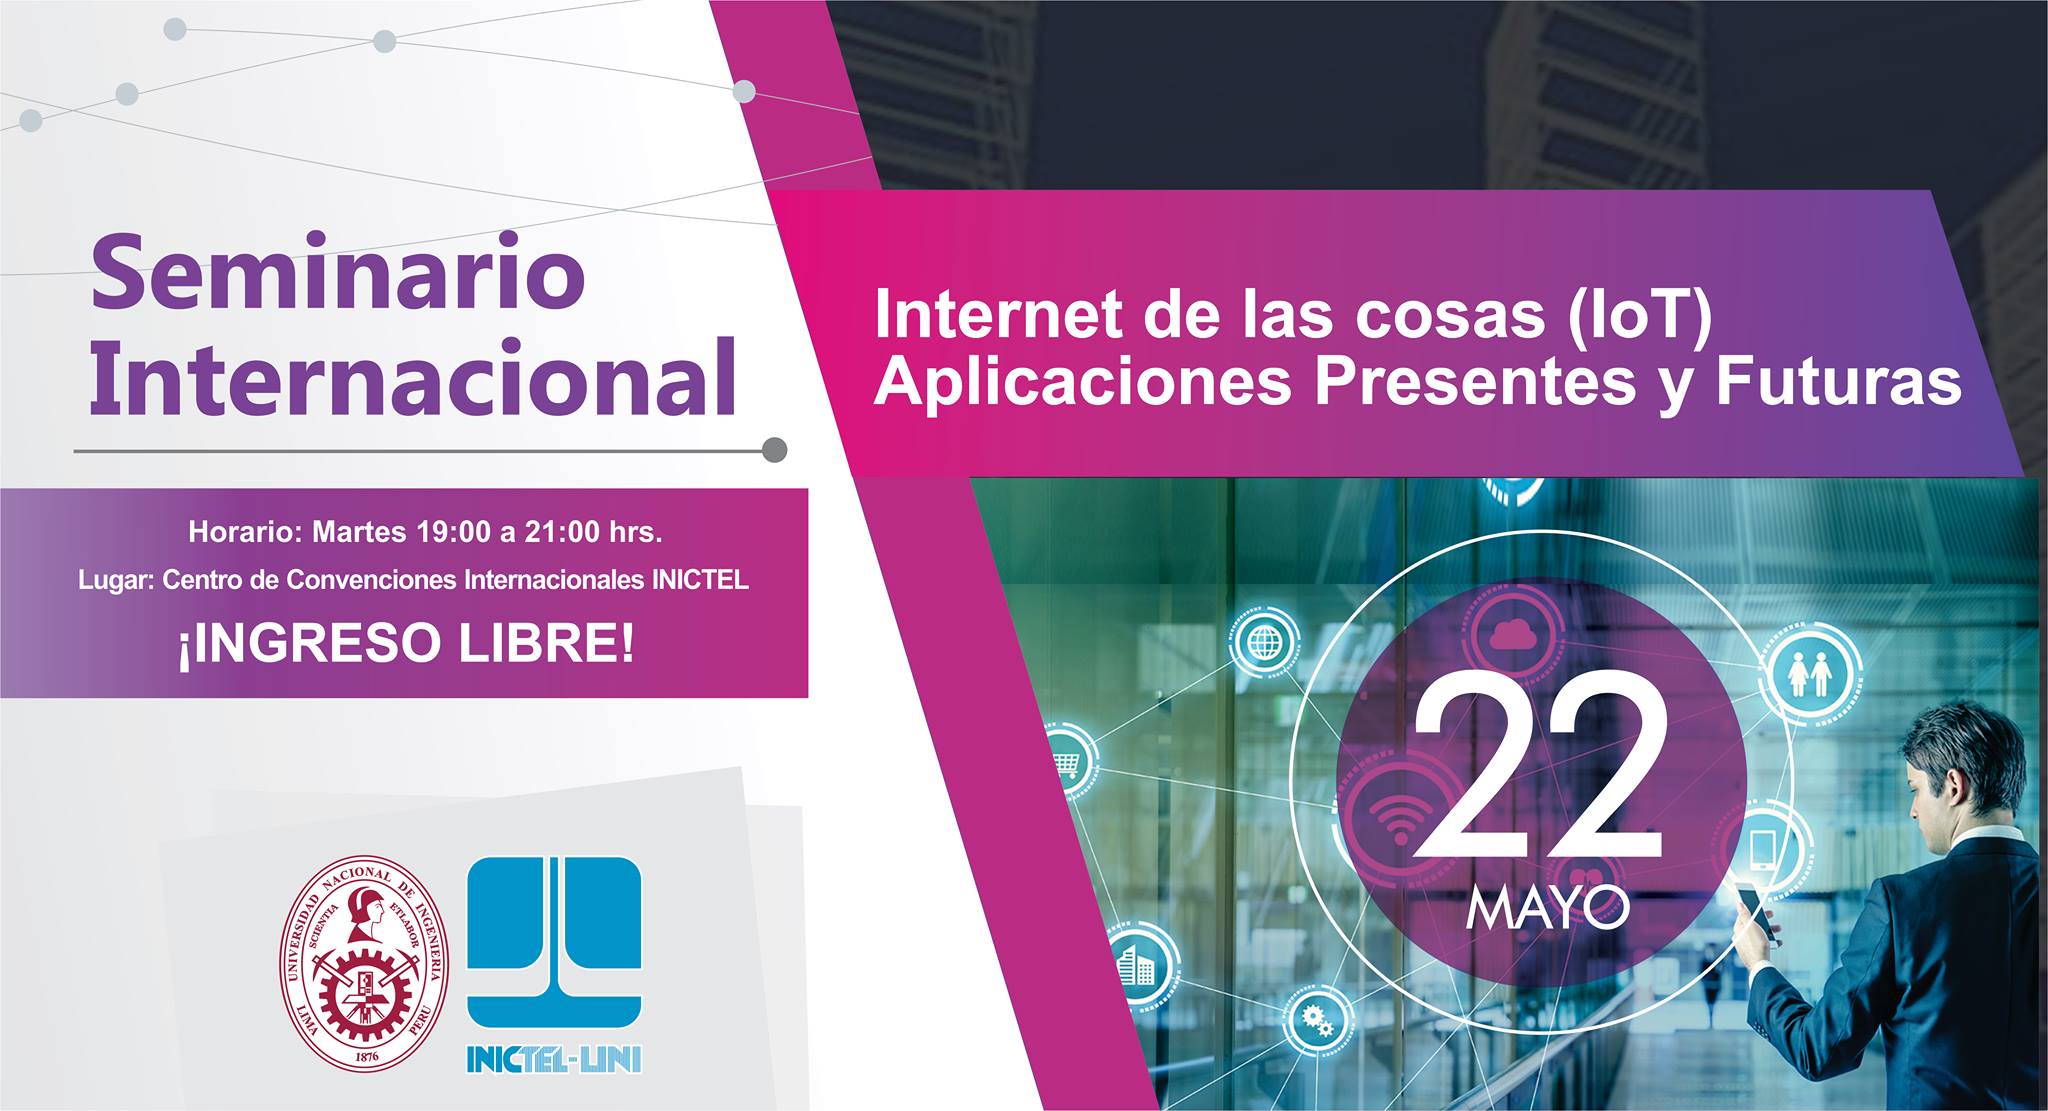 Seminario
Internacional
Internet de las cosas (IoT)
Aplicaciones Presentes y Futuras
Horario: Martes 19:00 a 21:00 hrs.
Lugar: Centro de Convenciones Internacionales INICTEL
¡INGRESO LIBRE!
22
MAYO
UNIVERSIDAD NACIONAL DE INGENIERIA
SCIENTIA ET LABOR
LIMA 1876 PERU
INICTEL-UNI